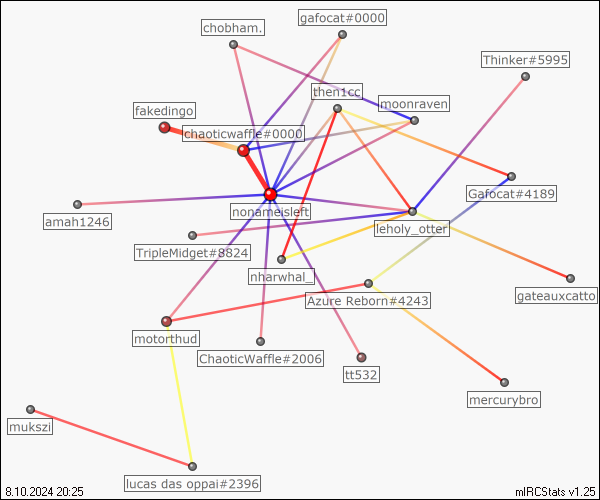 gafocat#0000
chobham.
Thinker#5995
then1cc
moonraven
fakedingo
chaoticwaffle#0000
Gafocat#4189
nonameisleft
amah1246
leholy_otter
TripleMidget#8824
nharwhal_
gateauxcatto
Azure Reborn#4243
motorthud
ChaoticWaffle#2006
tt532
mercurybro
mukszi
lucas das oppai#2396
8.10.2024 20:25
mIRCStats v1.25